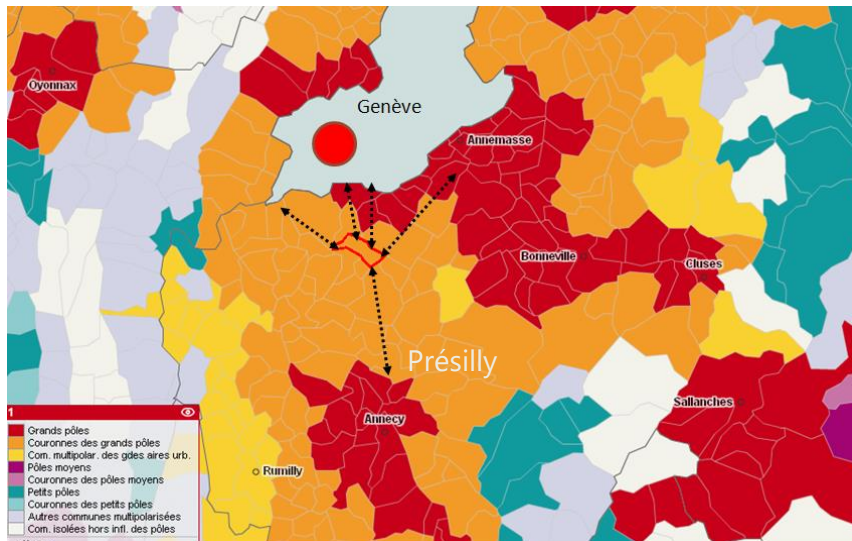 Oyonnax
Genève
Annemasse
Bonneville
Cluses
Présilly
Sallanches
Annecy
Rumilly
1
Grands pôles
Couronnes des grands pôles
Com. multipolar. des gdes aires urb.
Pôles moyens
Couronnes des pôles moyens
Petits pôles
Couronnes des petits pôles
Autres communes multipolarisées
Com. isolées hors infl. des pôles